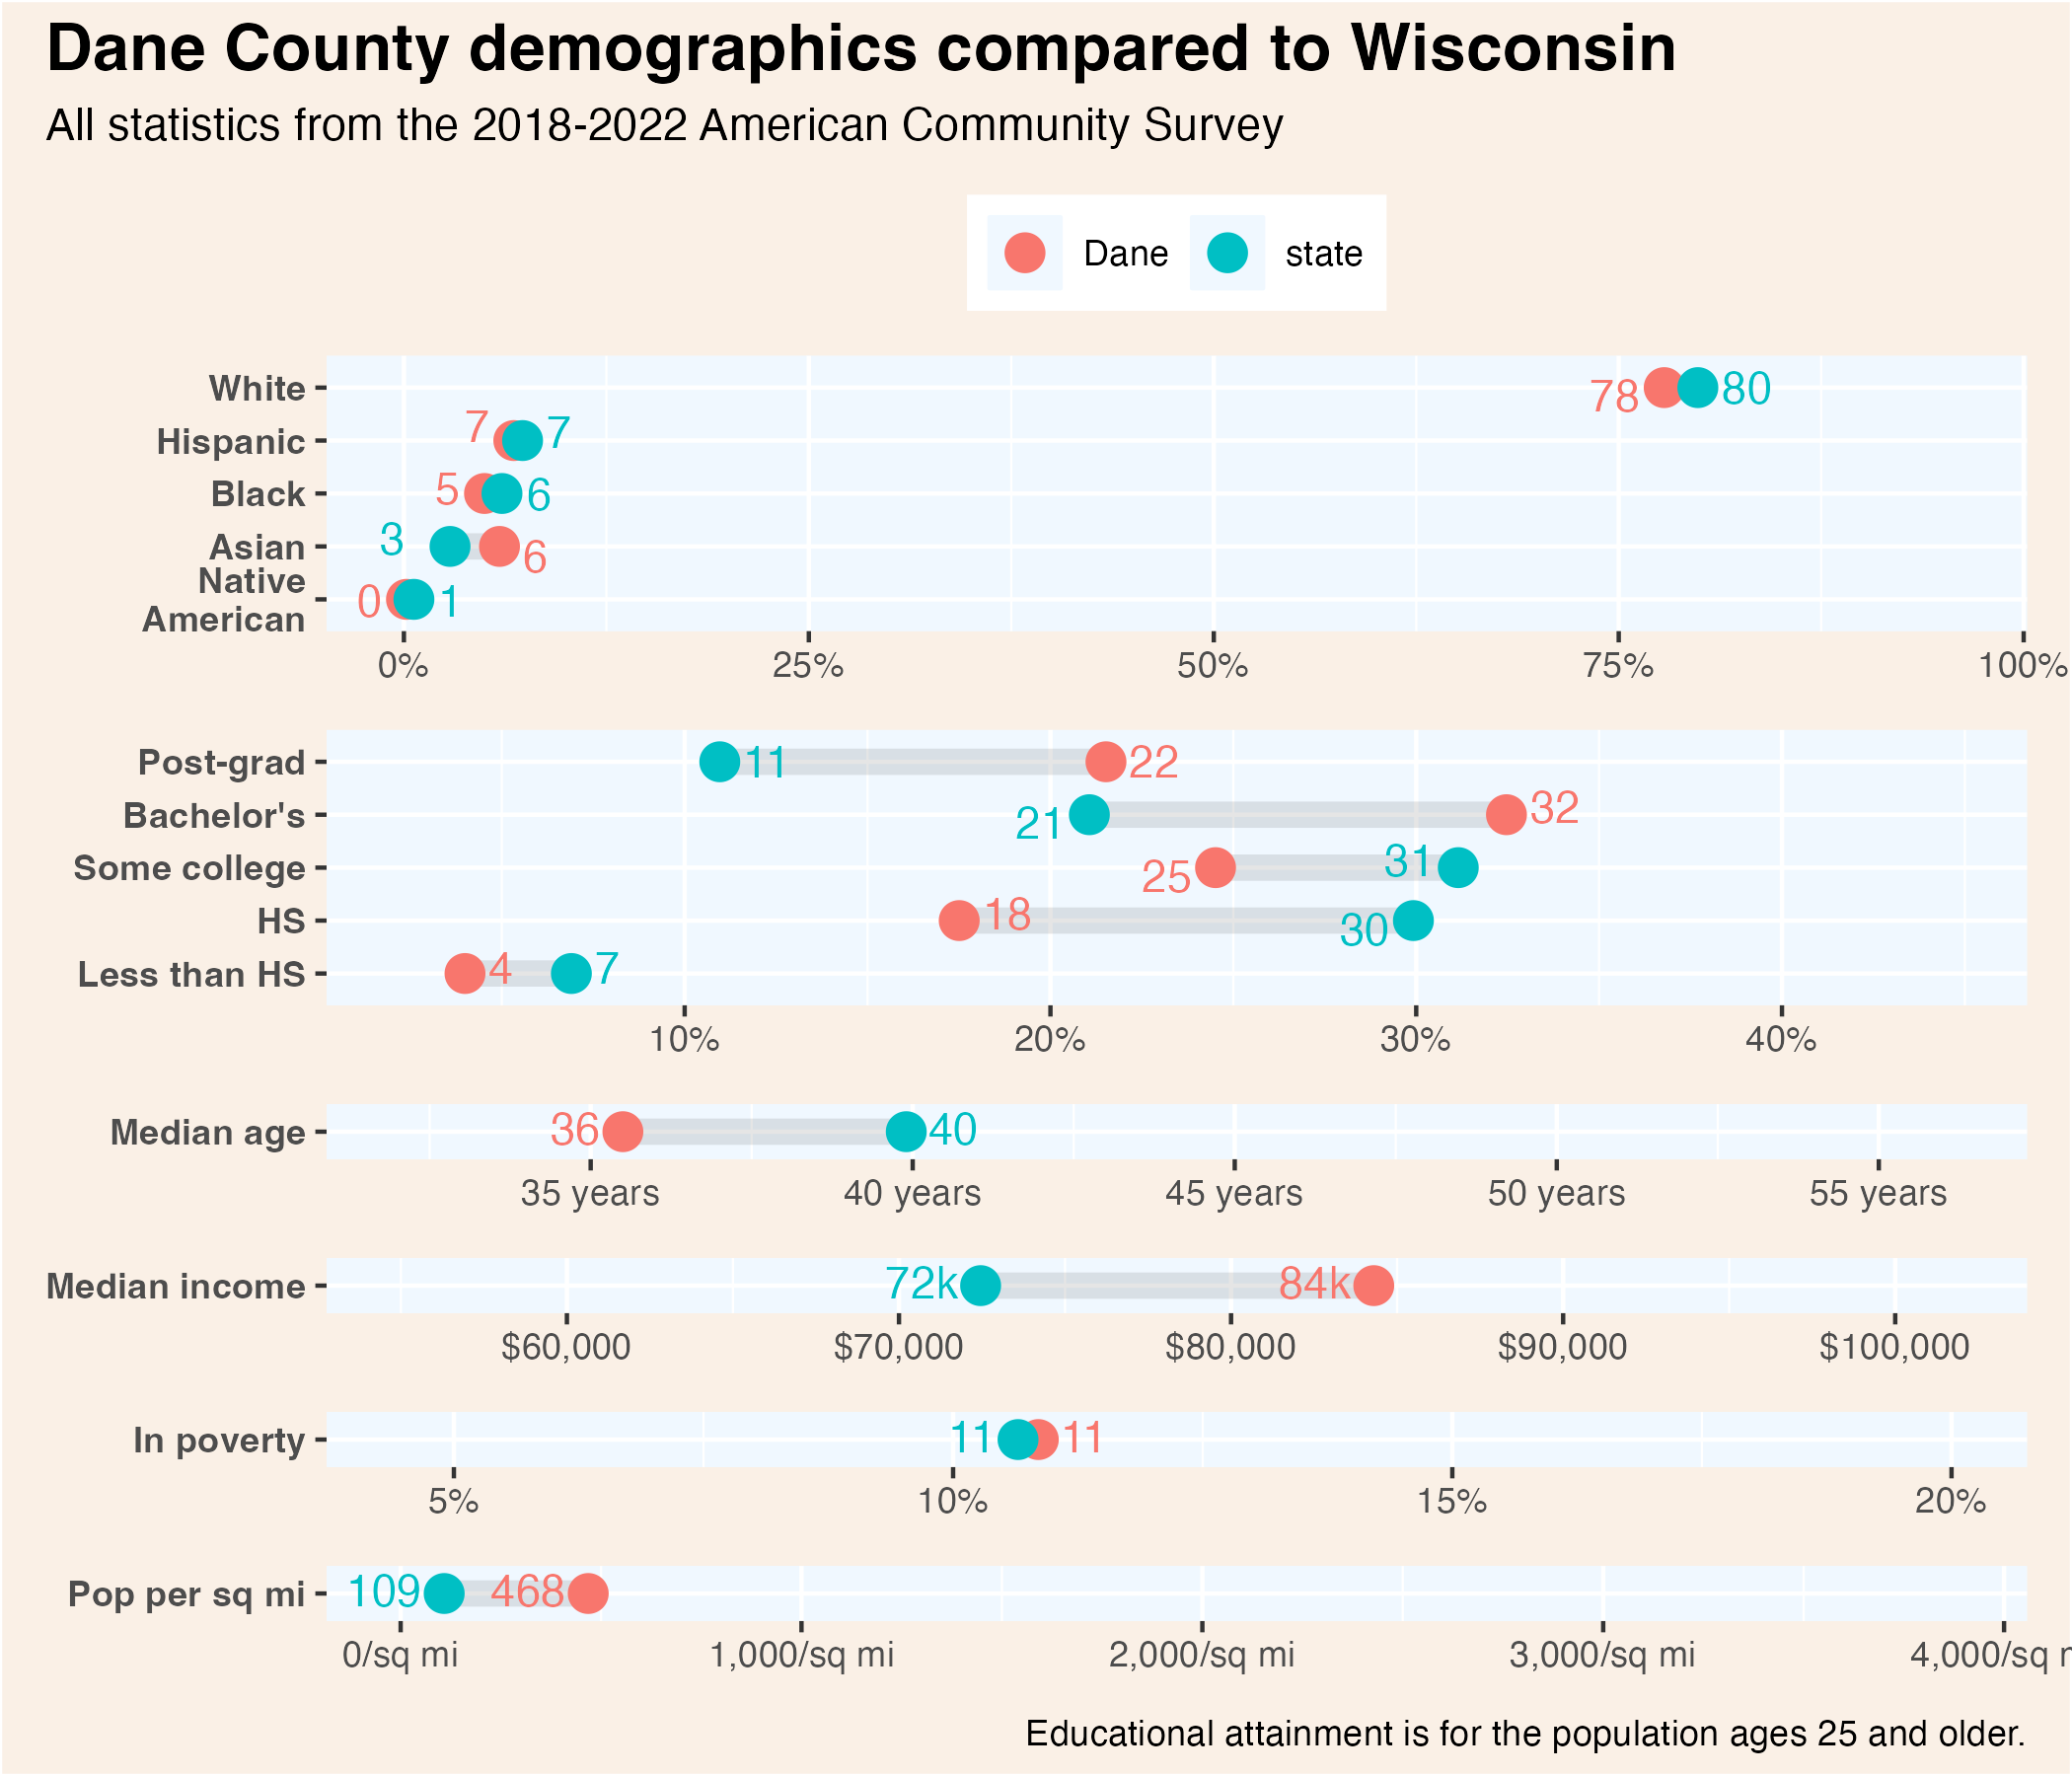 Dane County demographics compared to Wisconsin
All statistics from the 2018-2022 American Community Survey
Dane state
White 78 80
Hispanic 7 7
Black 5 6
Asian 3 6
Native
American 0 1
0% 25% 50% 75% 100%
Post-grad 11 22
Bachelor's 21 32
Some college 25 31
HS 18 30
Less than HS 4 7
10% 20% 30% 40%
Median age 36 40
35 years 40 years 45 years 50 years 55 years
Median income 72k 84k
$60,000 $70,000 $80,000 $90,000 $100,000
In poverty 11 11
5% 10% 15% 20%
Pop per sq mi 109 468
0/sq mi 1,000/sq mi 2,000/sq mi 3,000/sq mi 4,000/sq
Educational attainment is for the population ages 25 and older.